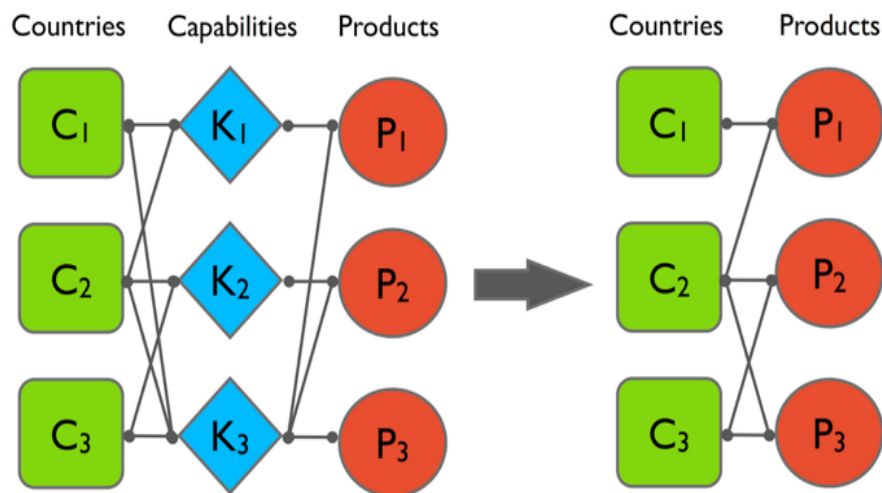 Countries Capabilities Products Countries Products
C1 K1 P1 C1 P1
C2 K2 P2 C2 P2
C3 K3 P3 C3 P3